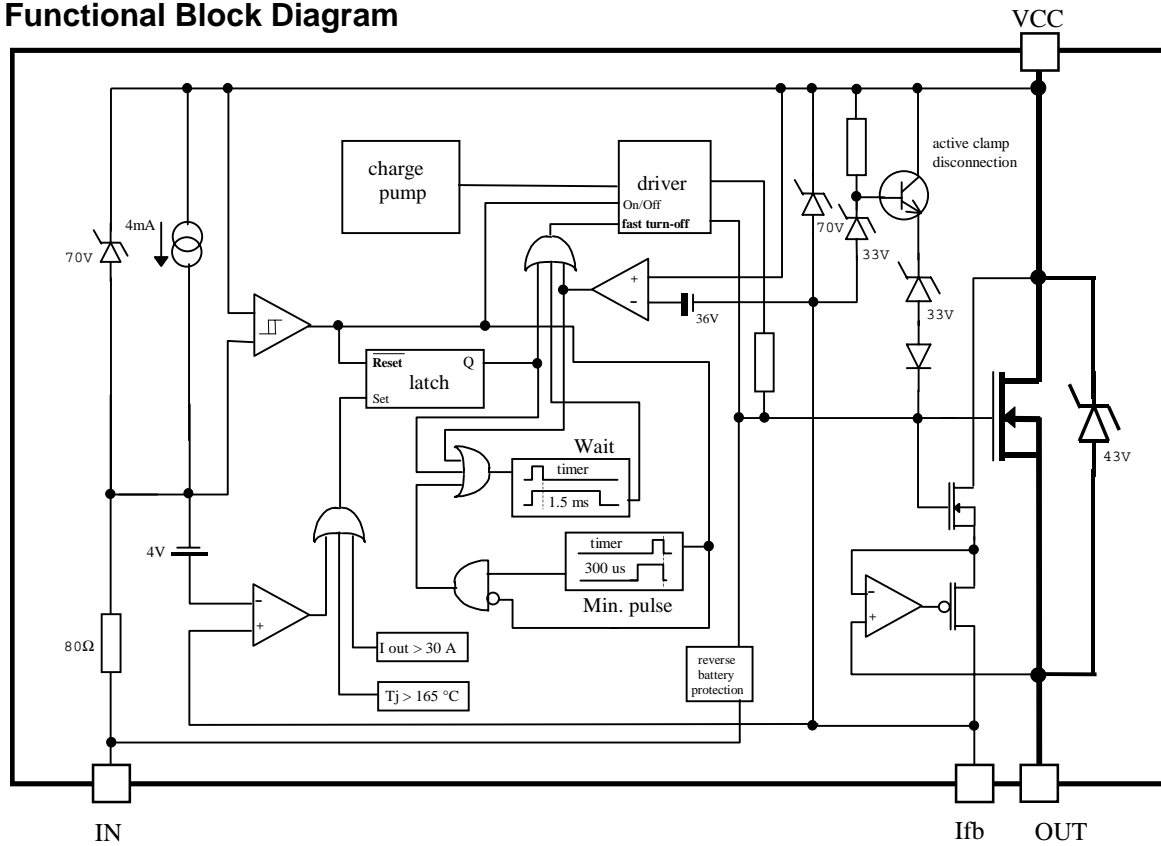 Functional Block Diagram
VCC
active clamp
disconnection
charge
pump
driver
On/Off
fast turn-off
4mA
70V
70V
33V
33V
36V
+
−
Reset
Q
latch
Set
43V
Wait
timer
1.5 ms
4V
timer
300 us
Min. pulse
−
+
−
+
80Ω
I out > 30 A
Tj > 165 °C
reverse
battery
protection
IN
Ifb
OUT